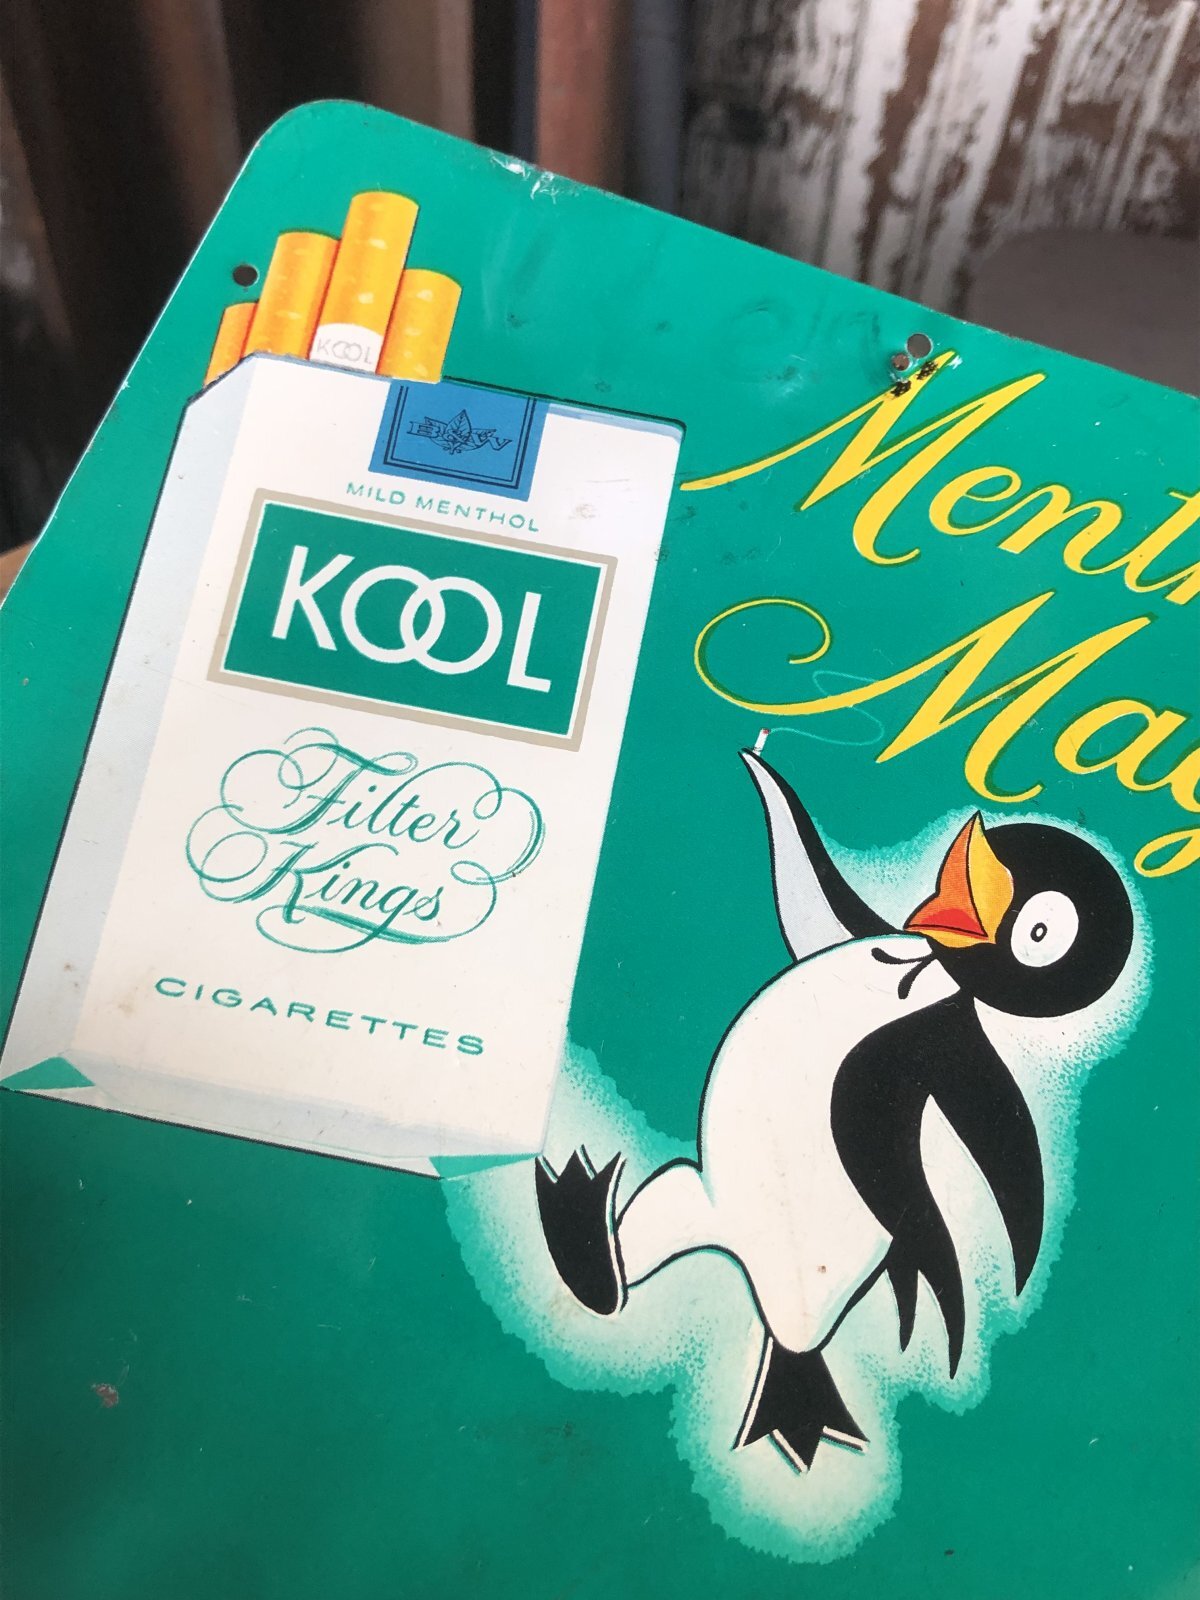 KOOL
B&W
MILD MENTHOL
KOOL
Filter
Kings
CIGARETTES
Ment
Ma